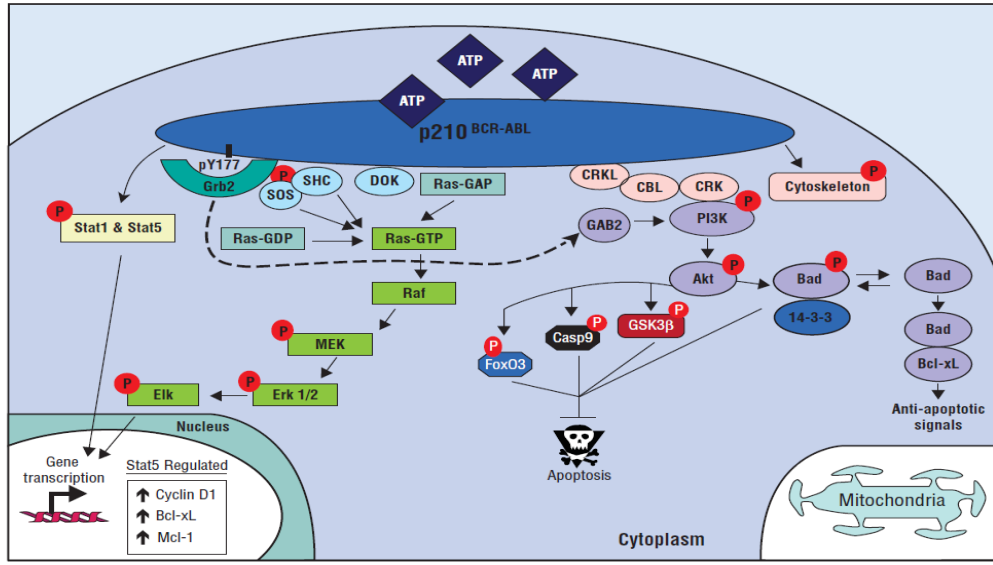 ATP
ATP
ATP
p210 BCR-ABL
pY177
Grb2
P
SOS
SHC
DOK
Ras-GAP
CRKL
CBL
CRK
P
Cytoskeleton
P
Stat1 & Stat5
Ras-GDP
Ras-GTP
GAB2
PI3K
P
Raf
Akt
P
Bad
P
14-3-3
Bad
P
MEK
P
FoxO3
Casp9
P
GSK3β
P
Bad
Bcl-xL
P
Elk
P
Erk 1/2
Anti-apoptotic
signals
Nucleus
Gene
transcription
Stat5 Regulated
Cyclin D1
Bcl-xL
Mcl-1
Apoptosis
Mitochondria
Cytoplasm